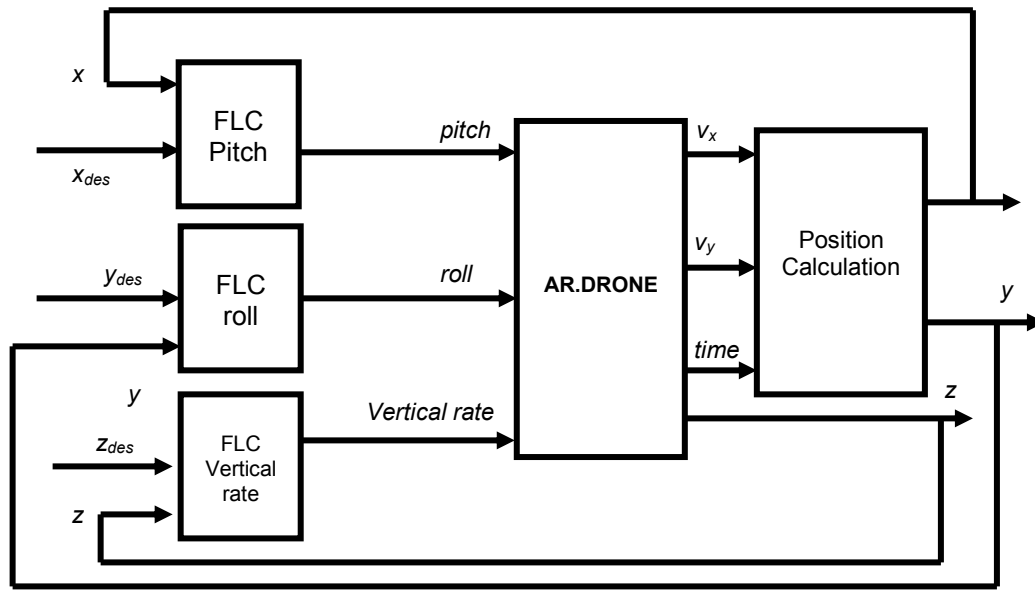 x
FLC
Pitch
x_des
pitch
v_x
y_des
FLC
roll
roll
AR.DRONE
v_y
Position
Calculation
y
time
y
z_des
FLC
Vertical
rate
Vertical rate
z
z